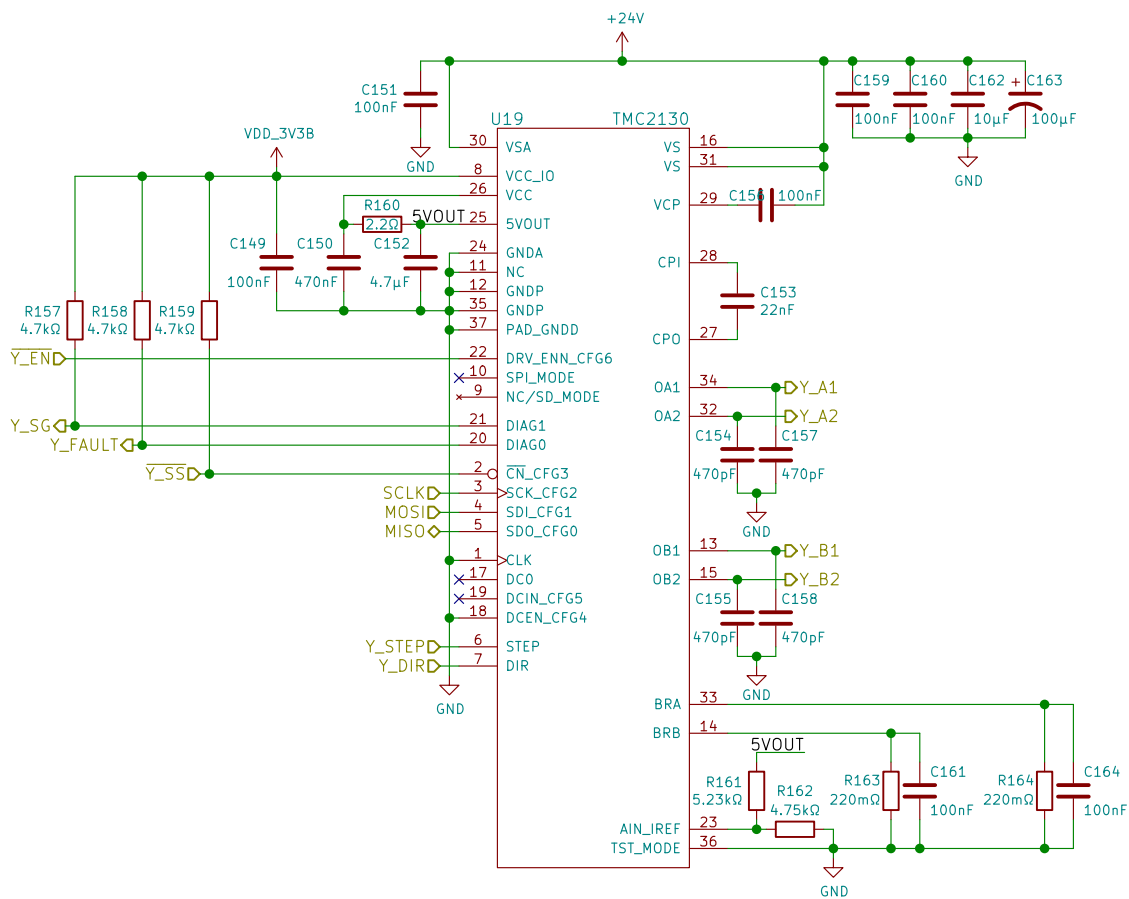 +24V
C151
100nF
GND
C159
100nF
C160
100nF
C162
10µF
+
C163
100µF
GND
VDD_3V3B
U19
TMC2130
30 VSA
8 VCC_IO
26 VCC
25 5VOUT
24 GNDA
11 NC
12 GNDP
35 GNDP
37 PAD_GNDD
22 DRV_ENN_CFG6
10 SPI_MODE
9 NC/SD_MODE
21 DIAG1
20 DIAG0
2 CN_CFG3
3 SCK_CFG2
4 SDI_CFG1
5 SDO_CFG0
1 CLK
17 DCO
19 DCIN_CFG5
18 DCEN_CFG4
6 STEP
7 DIR
VS 16
VS 31
VCP 29
CPI 28
CPO 27
OA1 34
OA2 32
OB1 13
OB2 15
BRA 33
BRB 14
AIN_IREF 23
TST_MODE 36
R160
2.2Ω
5VOUT
C149
100nF
C150
470nF
C152
4.7µF
R157
4.7kΩ
R158
4.7kΩ
R159
4.7kΩ
Y_EN
Y_SG
Y_FAULT
Y_SS
SCLK
MOSI
MISO
Y_STEP
Y_DIR
GND
C156
100nF
C153
22nF
Y_A1
Y_A2
C154
470pF
C157
470pF
GND
Y_B1
Y_B2
C155
470pF
C158
470pF
GND
5VOUT
R161
5.23kΩ
R162
4.75kΩ
R163
220mΩ
C161
100nF
R164
220mΩ
C164
100nF
GND